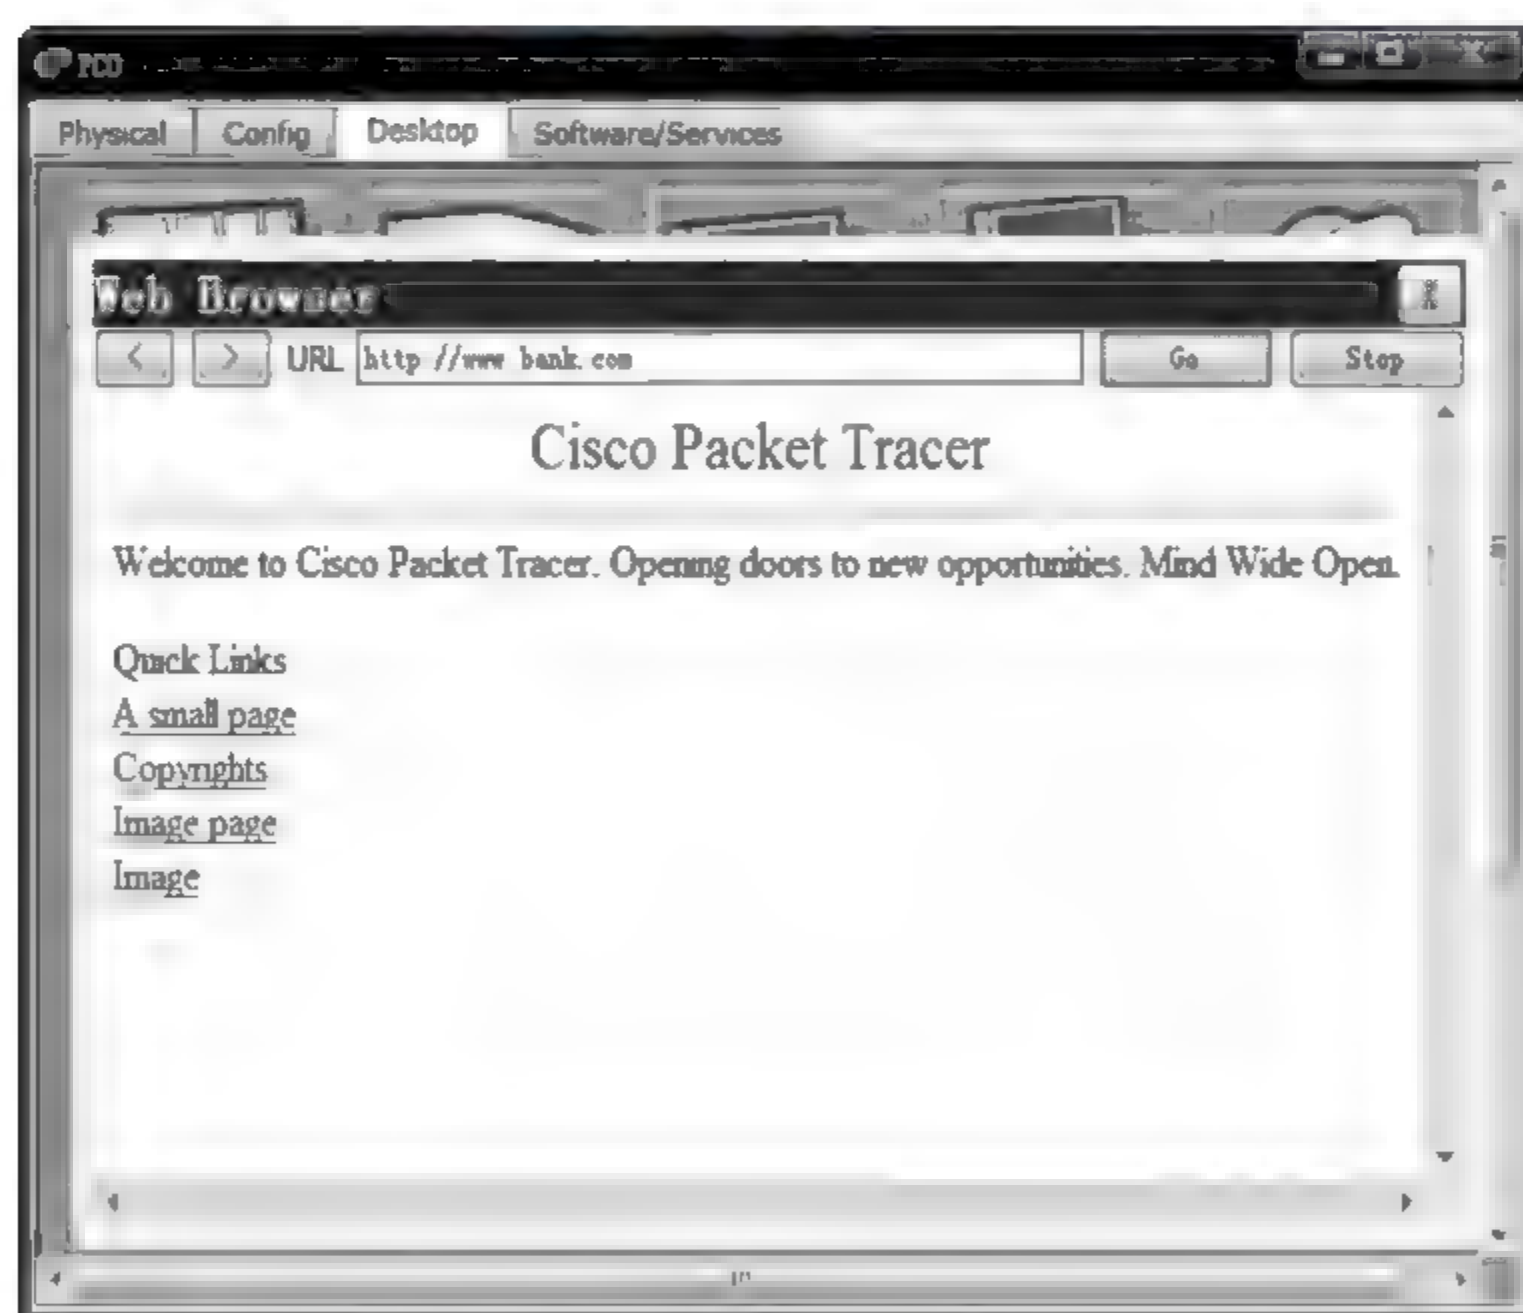 PC0
Physical Config Desktop Software/Services
Web Browser X
< > URL http://www.bank.com Go Stop
Cisco Packet Tracer
Welcome to Cisco Packet Tracer. Opening doors to new opportunities. Mind Wide Open.
Quick Links
A small page
Copyrights
Image page
Image